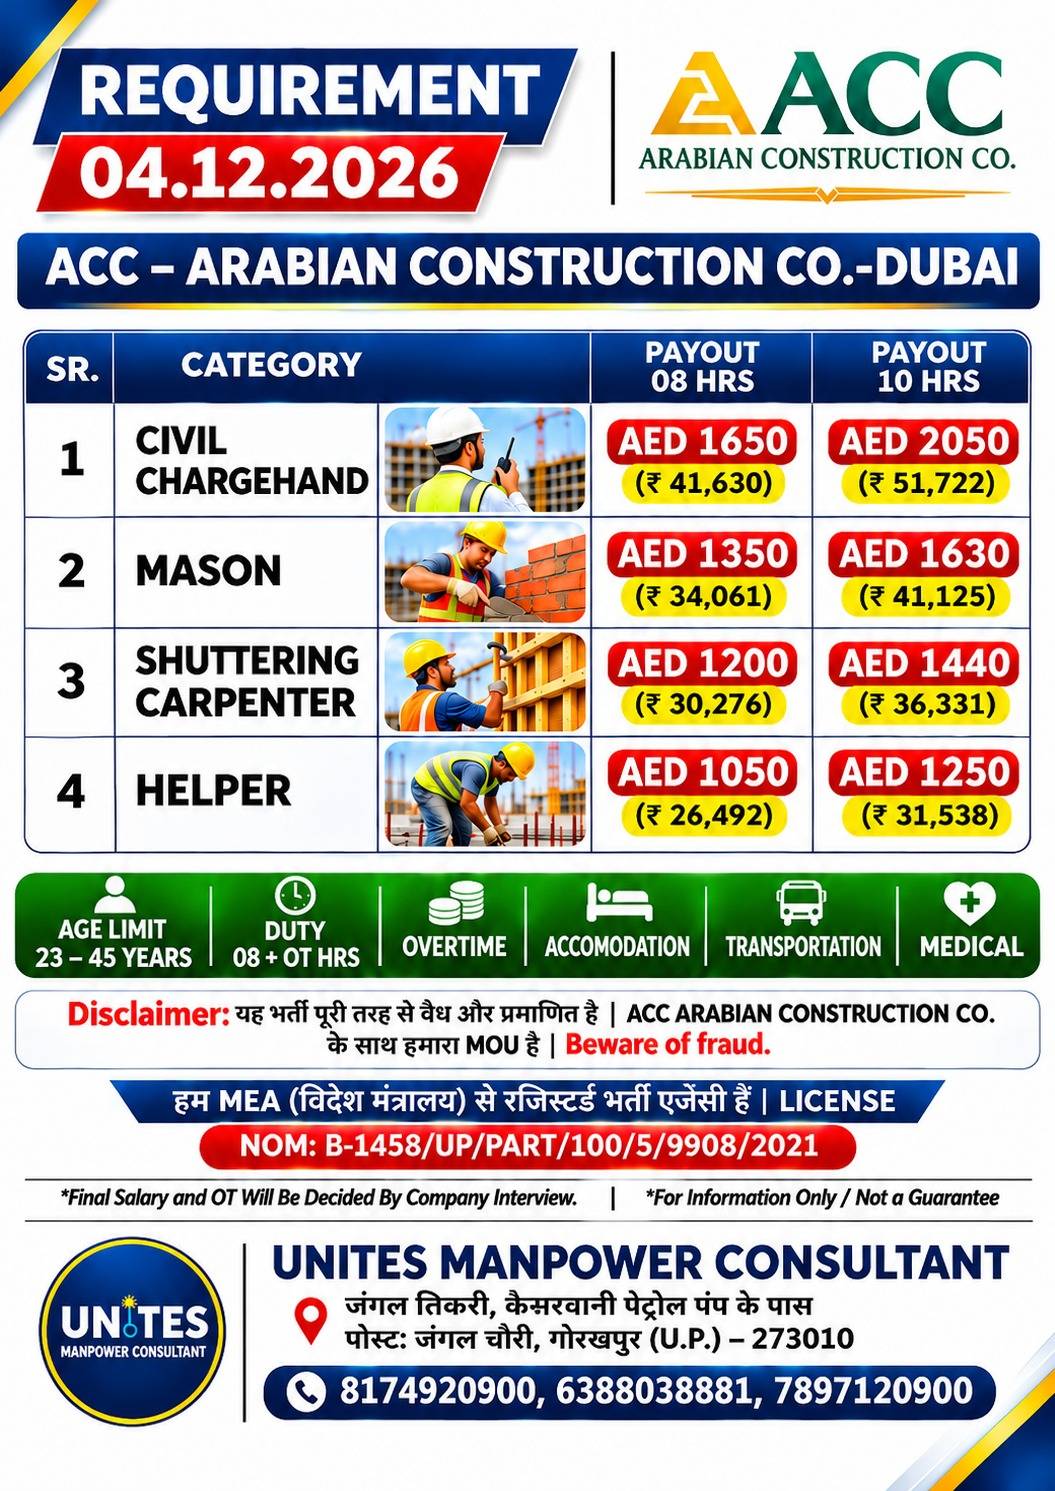 REQUIREMENT
04.12.2026
ACC
ARABIAN CONSTRUCTION CO.
ACC – ARABIAN CONSTRUCTION CO.-DUBAI
SR. CATEGORY PAYOUT 08 HRS PAYOUT 10 HRS
1 CIVIL CHARGEHAND AED 1650 (₹ 41,630) AED 2050 (₹ 51,722)
2 MASON AED 1350 (₹ 34,061) AED 1630 (₹ 41,125)
3 SHUTTERING CARPENTER AED 1200 (₹ 30,276) AED 1440 (₹ 36,331)
4 HELPER AED 1050 (₹ 26,492) AED 1250 (₹ 31,538)
AGE LIMIT 23 – 45 YEARS
DUTY 08 + OT HRS
OVERTIME
ACCOMODATION
TRANSPORTATION
MEDICAL
Disclaimer: यह भर्ती पूरी तरह से वैध और प्रमाणित है | ACC ARABIAN CONSTRUCTION CO.
के साथ हमारा MOU है | Beware of fraud.
हम MEA (विदेश मंत्रालय) से रजिस्टर्ड भर्ती एजेंसी हैं | LICENSE
NOM: B-1458/UP/PART/100/5/9908/2021
*Final Salary and OT Will Be Decided By Company Interview. | *For Information Only / Not a Guarantee
UNITES
MANPOWER CONSULTANT
UNITES MANPOWER CONSULTANT
जंगल तिकरी, कैमरवानी पेट्रोल पंप के पास
पोस्ट: जंगल चौरी, गोरखपुर (U.P.) – 273010
8174920900, 6388038881, 7897120900